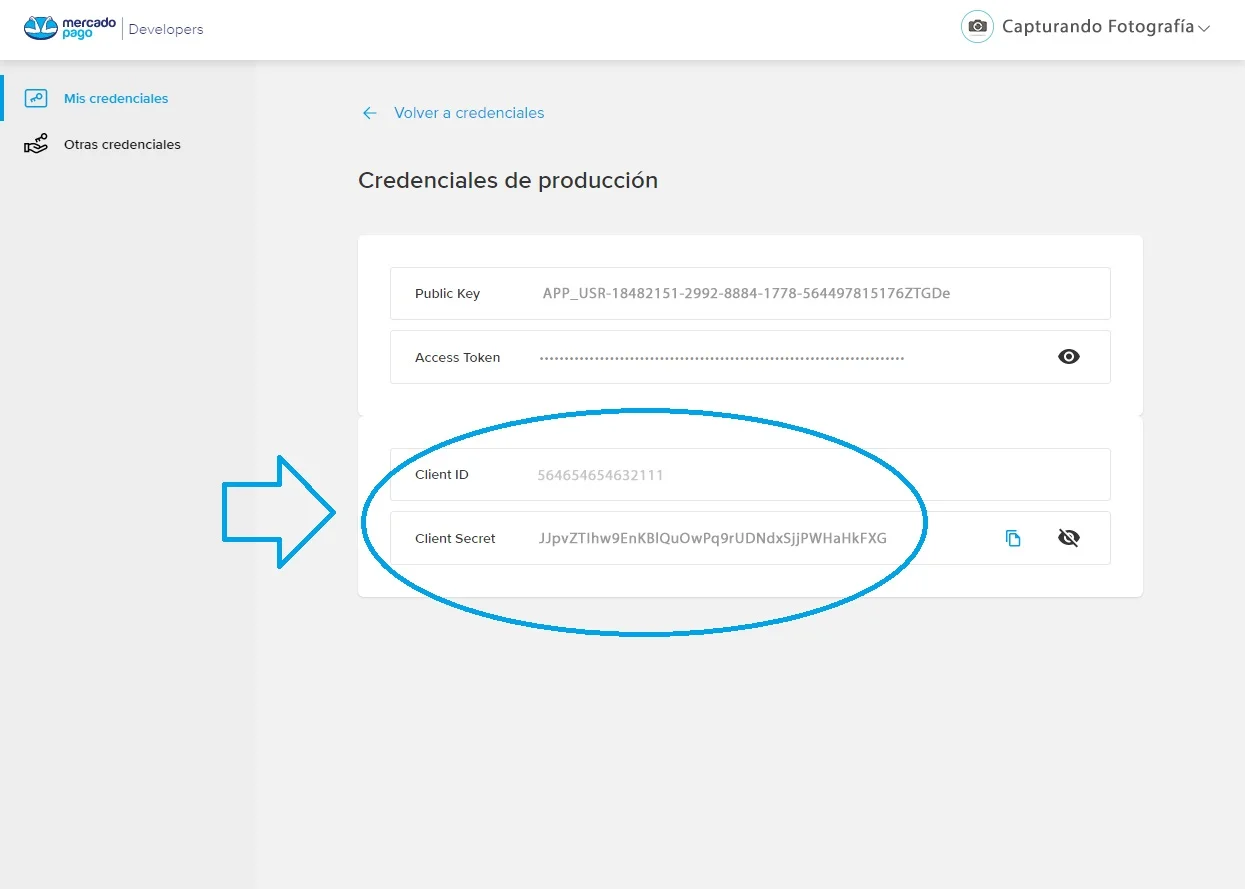 mercado
pago
Developers
Capturando Fotografía
Mis credenciales
Otras credenciales
Volver a credenciales
Credenciales de producción
Public Key APP_USR-18482151-2992-8884-1778-564497815176ZTGDe
Access Token
Client ID 564654654632111
Client Secret JJpvZTIhw9EnKBlQuOwPq9rUDNdxSjjPWHaHkFXG